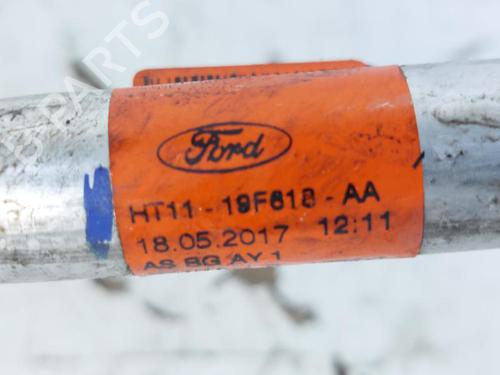 Ford
HT11-19F618-AA
18.05.2017 12:11
AS BG AY 1